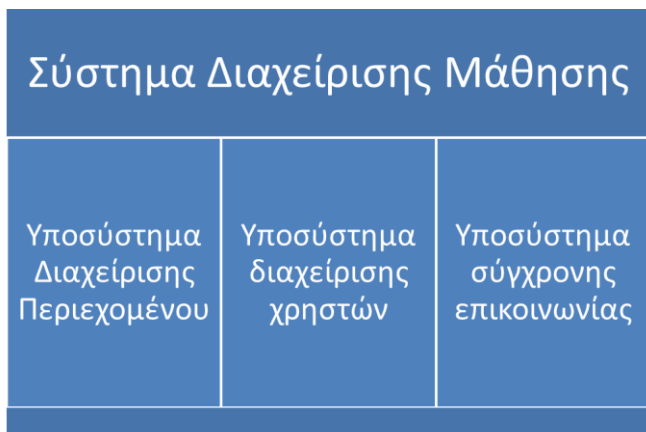 Σύστημα Διαχείρισης Μάθησης
Υποσύστημα
Διαχείρισης
Περιεχομένου
Υποσύστημα
διαχείρισης
χρηστών
Υποσύστημα
σύγχρονης
επικοινωνίας